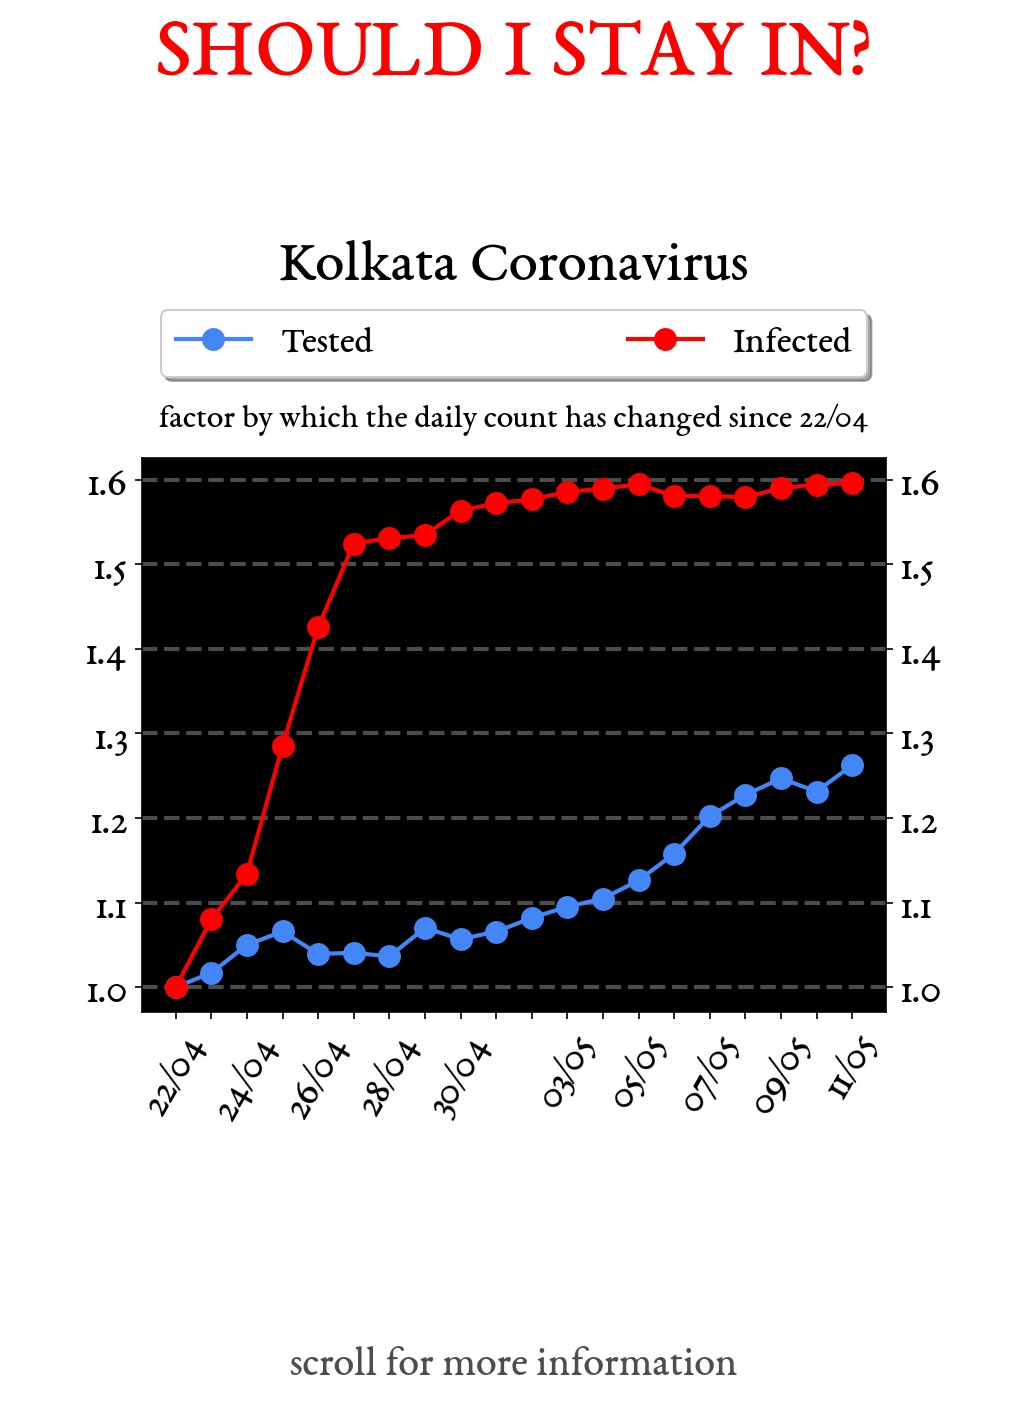 SHOULD I STAY IN?
Kolkata Coronavirus
Tested Infected
factor by which the daily count has changed since 22/04
1.6 1.6
1.5 1.5
1.4 1.4
1.3 1.3
1.2 1.2
1.1 1.1
1.0 1.0
22/04 24/04 26/04 28/04 30/04 03/05 05/05 07/05 09/05 11/05
scroll for more information